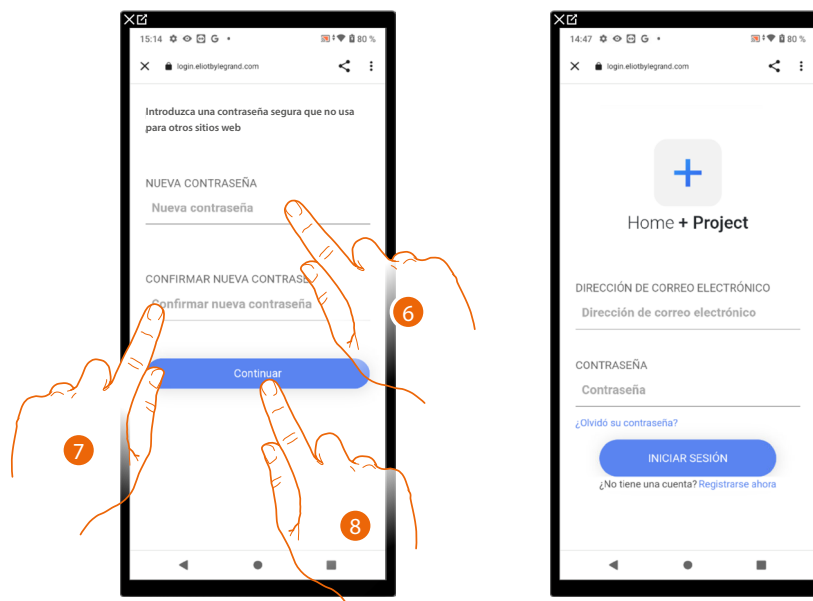 15:14 G
80 %
login.eliotbylegrand.com
Introduzca una contraseña segura que no usa
para otros sitios web
NUEVA CONTRASEÑA
Nueva contraseña
CONFIRMAR NUEVA CONTRASE
Confirmar nueva contraseña
Continuar
6
7
8
14:47 G
80 %
login.eliotbylegrand.com
Home + Project
DIRECCIÓN DE CORREO ELECTRÓNICO
Dirección de correo electrónico
CONTRASEÑA
Contraseña
¿Olvidó su contraseña?
INICIAR SESIÓN
¿No tiene una cuenta? Registrarse ahora